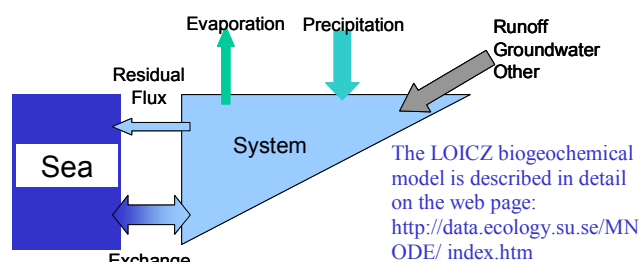 Evaporation
Precipitation
Runoff
Groundwater
Other
Residual
Flux
Sea
System
The LOICZ biogeochemical
model is described in detail
on the web page:
http://data.ecology.su.se/MN
ODE/ index.htm
Exchange